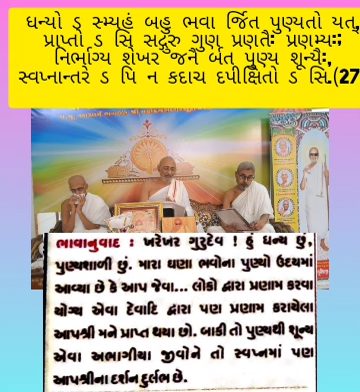 ધન્યો ડ સ્મ્યહં બહુ ભવા ર્જિત પુણ્યતો યત્,
પ્રાપ્તો ડ સિ સદ્ગુરુ ગુણ પ્રણતૈઃ પ્રણમ્યઃ;
નિર્ભાગ્ય શેખર જનૈ ર્બત પુણ્ય શૂન્યૈઃ,
સ્વપ્નાન્તરે ડ પિ ન કદાચ દપીક્ષિતો ડ સિ.(27
ભાવાનુવાદ : ખરેખર ગુરુદેવ ! હું ધન્ય છું,
પુણ્યશાળી છું. મારા ઘણા ભવોના પુણ્યો ઉદયમાં
આવ્યા છે કે આપ જેવા... લોકો દ્વારા પ્રણામ કરવા
યોગ્ય એવા દેવાદિ દ્વારા પણ પ્રણામ કરાયેલા
આપશ્રી મને પ્રાપ્ત થયા છો. બાકી તો પુણ્યથી શૂન્ય
એવા અભાગીયા જીવોને તો સ્વપ્નમાં પણ
આપશ્રીના દર્શન દુર્લભ છે.